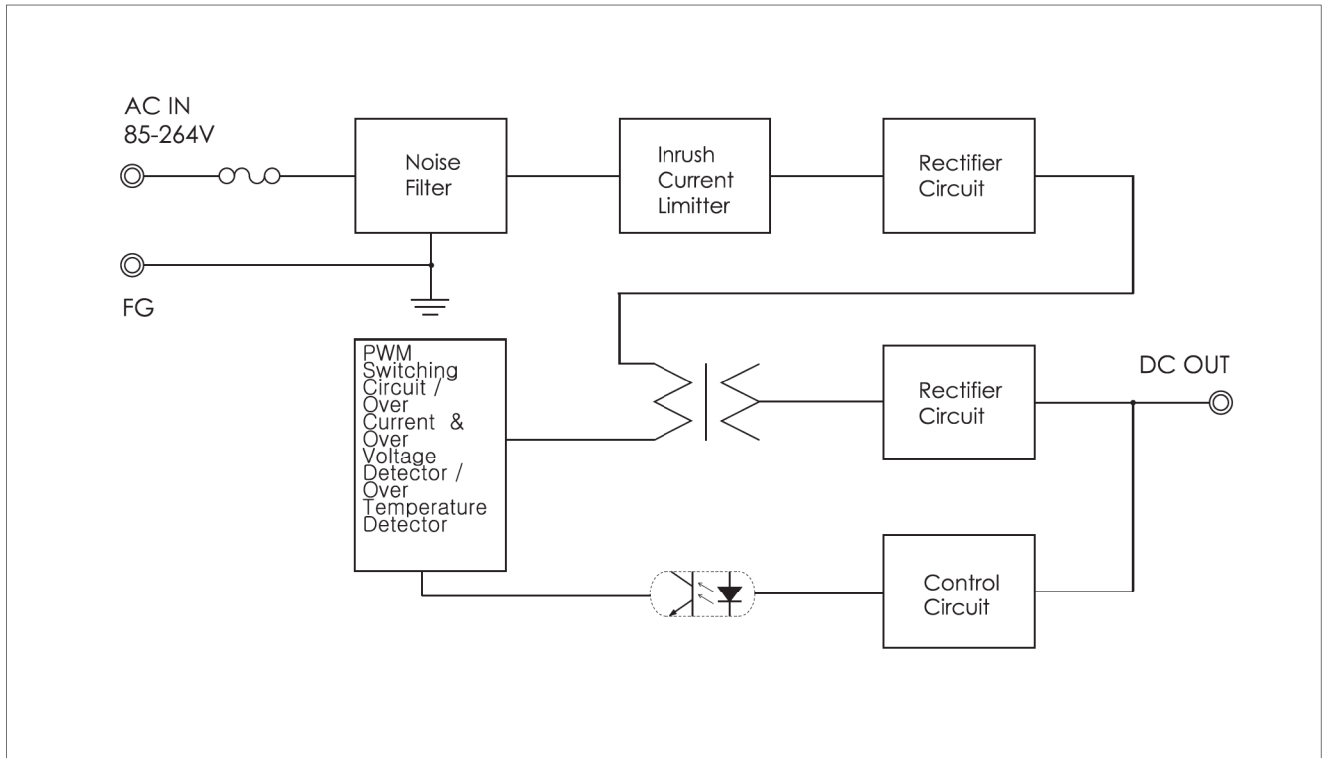 AC IN
85-264V
Noise
Filter
Inrush
Current
Limitter
Rectifier
Circuit
FG
PWM
Switching
Circuit /
Over
Current &
Over
Voltage
Detector /
Over
Temperature
Detector
Rectifier
Circuit
DC OUT
Control
Circuit